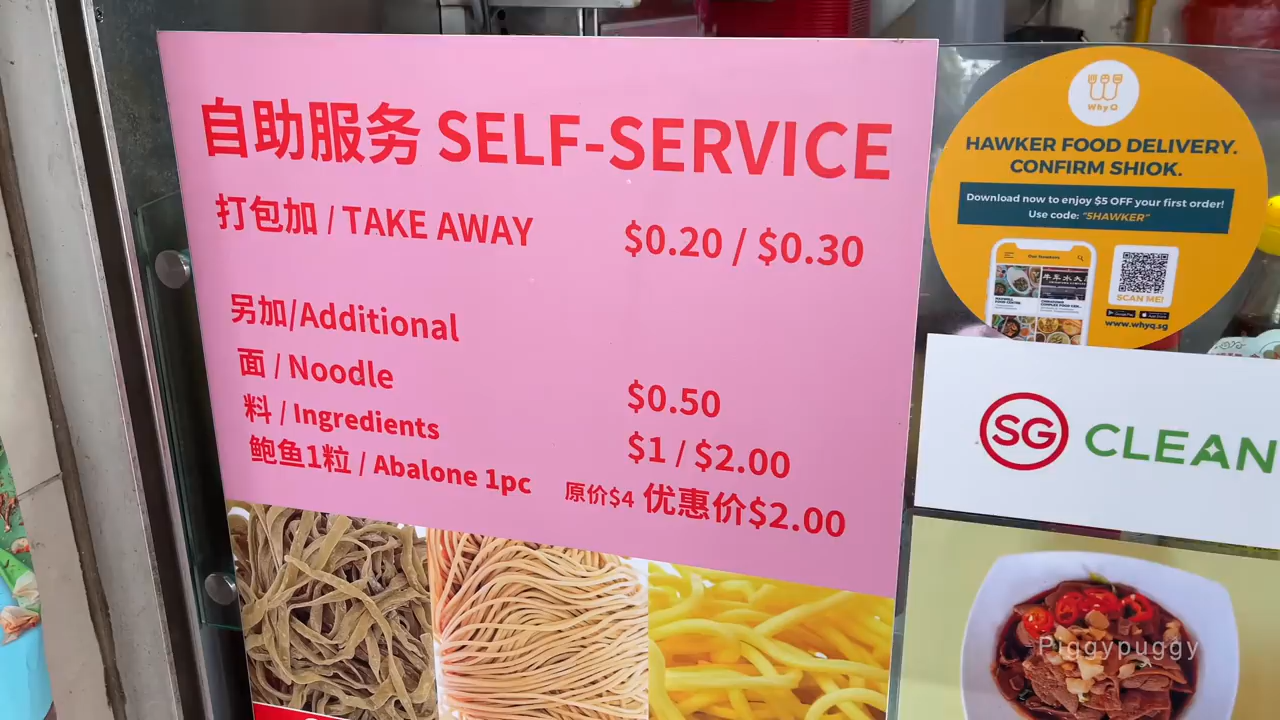 自助服务 SELF-SERVICE
打包加 / TAKE AWAY $0.20 / $0.30
另加/Additional
面 / Noodle $0.50
料 / Ingredients $1 / $2.00
鲍鱼1粒 / Abalone 1pc 原价$4 优惠价$2.00
WhyQ
HAWKER FOOD DELIVERY.
CONFIRM SHIOK.
Download now to enjoy $5 OFF your first order!
Use code: "5HAWKER"
SCAN ME!
www.whyq.sg
SG CLEAN
Piggypuggy